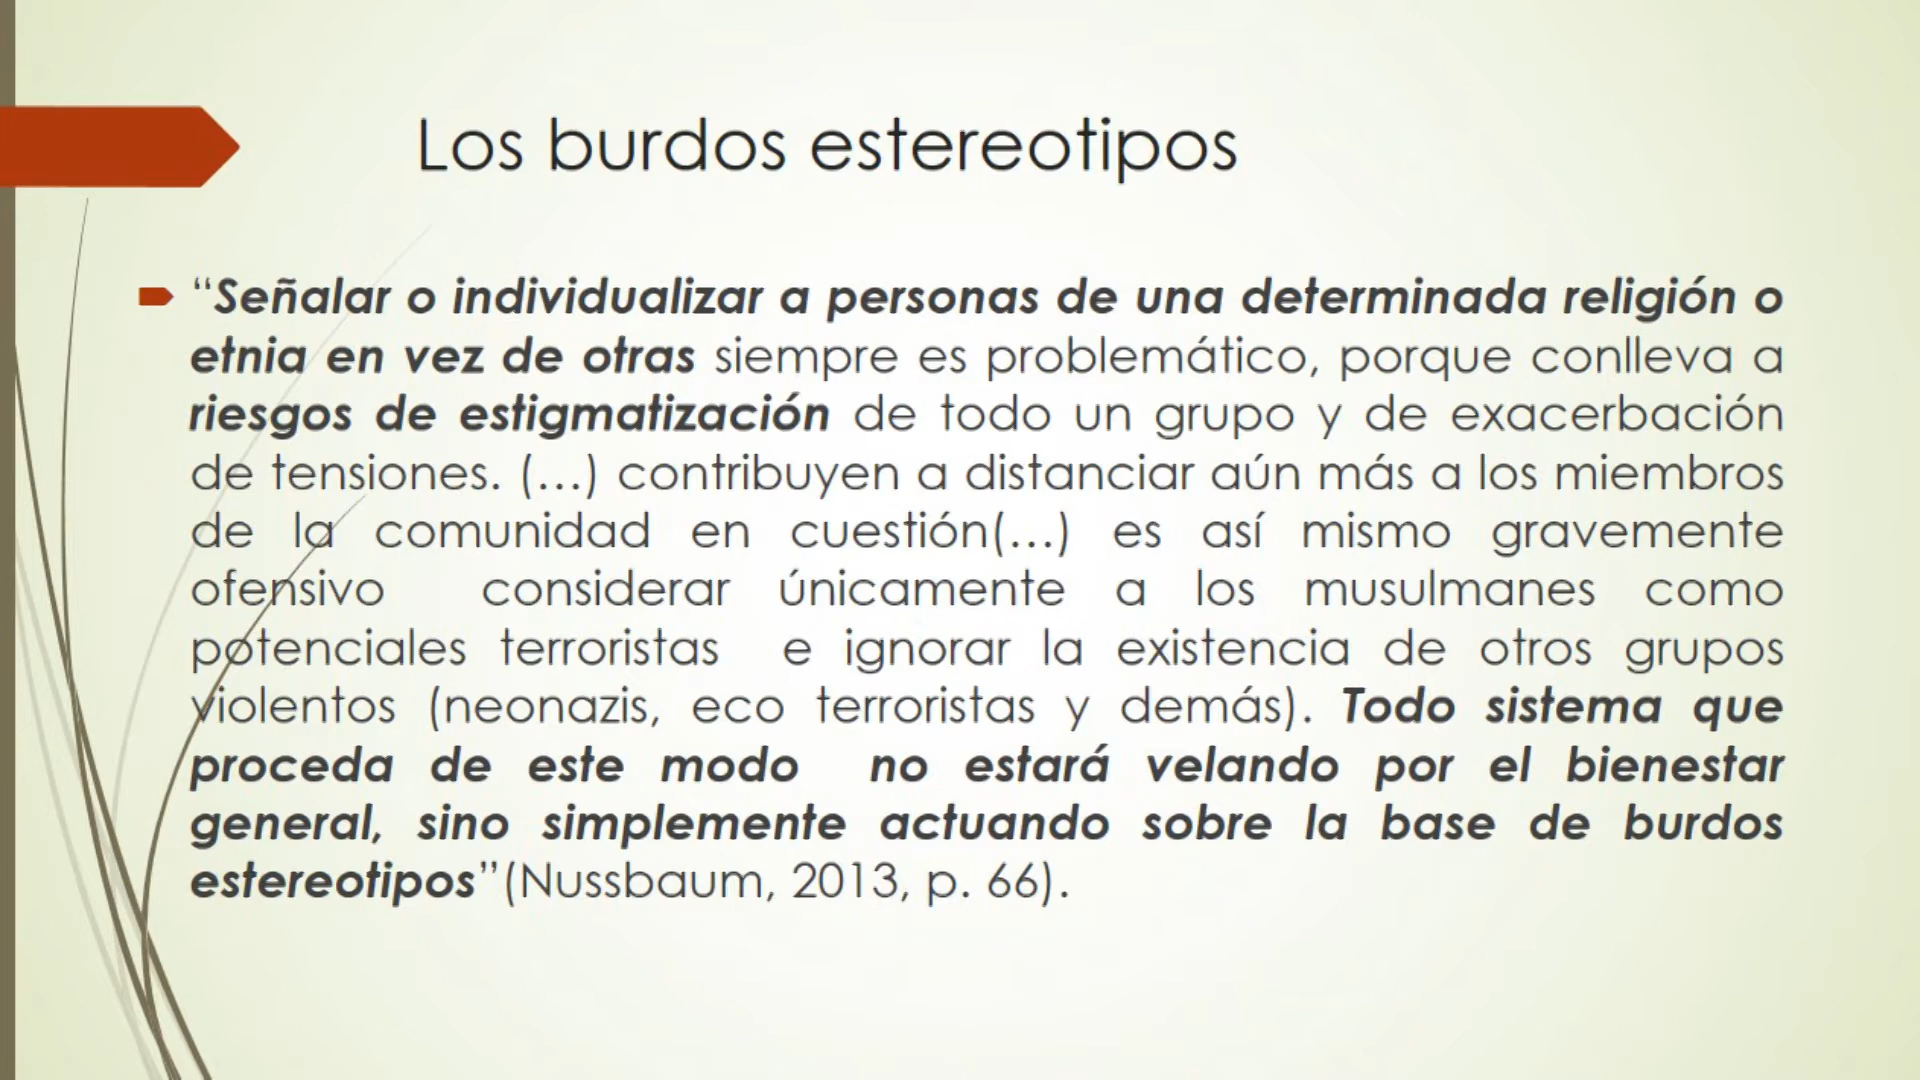 Los burdos estereotipos
“Señalar o individualizar a personas de una determinada religión o
etnia en vez de otras siempre es problemático, porque conlleva a
riesgos de estigmatización de todo un grupo y de exacerbación
de tensiones. (…) contribuyen a distanciar aún más a los miembros
de la comunidad en cuestión(…) es así mismo gravemente
ofensivo considerar únicamente a los musulmanes como
potenciales terroristas e ignorar la existencia de otros grupos
violentos (neonazis, eco terroristas y demás). Todo sistema que
proceda de este modo no estará velando por el bienestar
general, sino simplemente actuando sobre la base de burdos
estereotipos”(Nussbaum, 2013, p. 66).